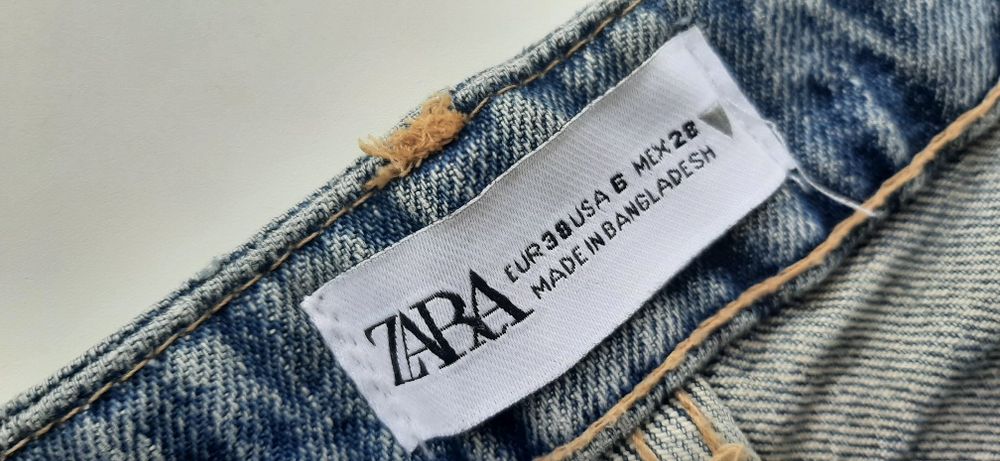 ZARA
EUR 38 USA 6 MEX 28
MADE IN BANGLADESH